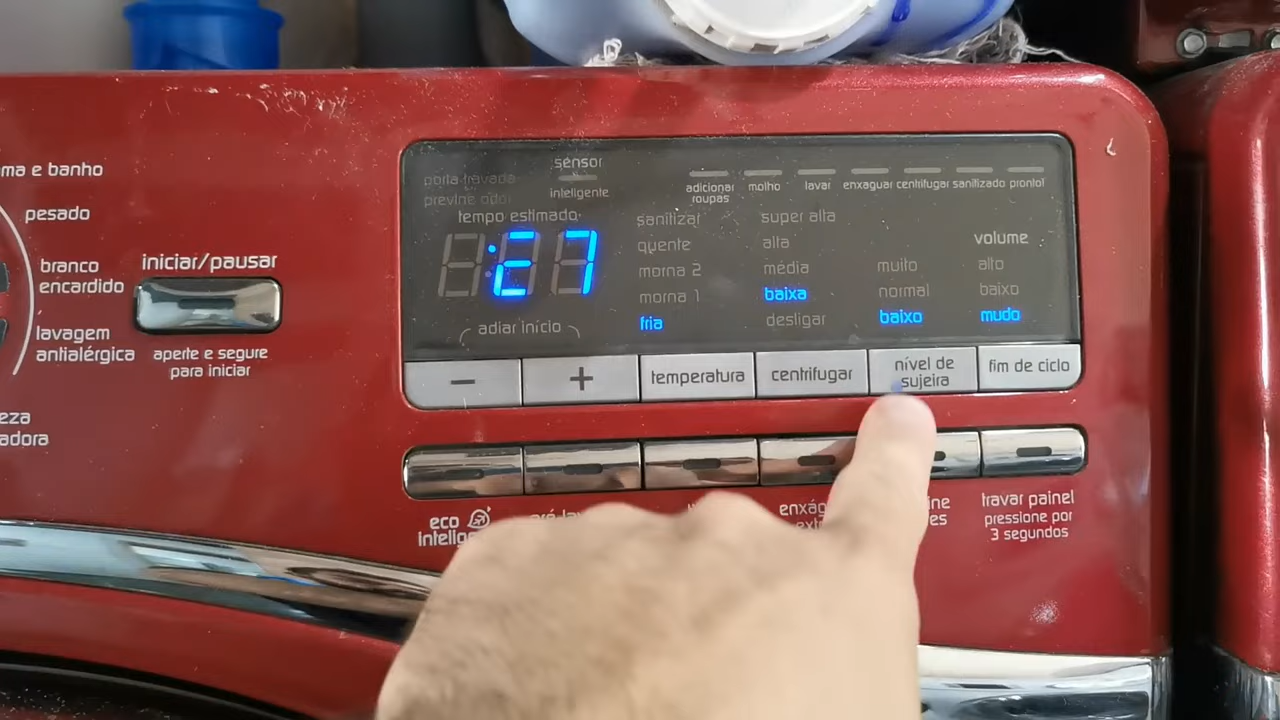 ma e banho
pesado
branco
encardido
lavagem
antialérgica
eza
adora
iniciar/pausar
aperte e segure
para iniciar
porta travada
previne odor
sensor
inteligente
adicionar
roupas
molho
lavar
enxaguar
centrifugar
sanitizado
pronto!
tempo estimado
:E7
adiar início
sanitizar
quente
morna 2
morna 1
fria
super alta
alta
média
baixa
desligar
muito
normal
baixo
volume
alto
baixo
mudo
−
+
temperatura
centrifugar
nível de
sujeira
fim de ciclo
eco
travar painel
pressione por
3 segundos